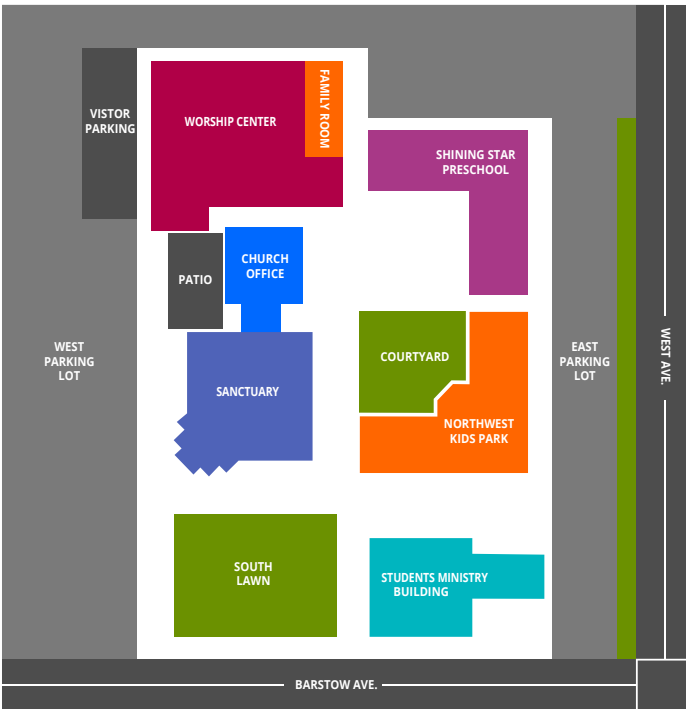 VISTOR
PARKING
WORSHIP CENTER
FAMILY ROOM
SHINING STAR
PRESCHOOL
PATIO
CHURCH
OFFICE
WEST
PARKING
LOT
SANCTUARY
COURTYARD
EAST
PARKING
LOT
WEST AVE.
NORTHWEST
KIDS PARK
SOUTH
LAWN
STUDENTS MINISTRY
BUILDING
BARSTOW AVE.